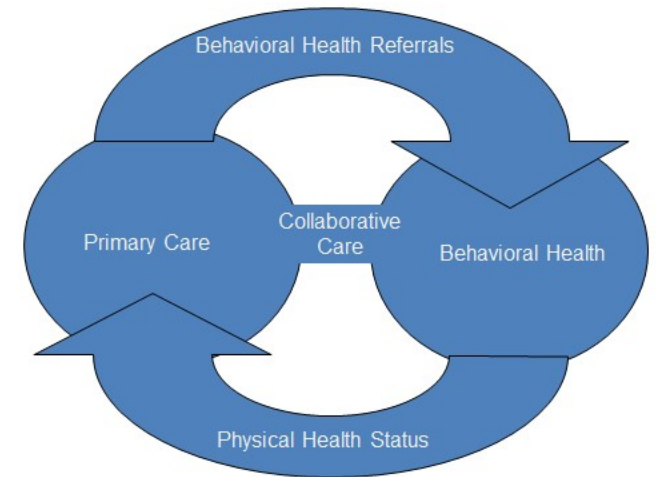 Behavioral Health Referrals
Primary Care
Collaborative
Care
Behavioral Health
Physical Health Status